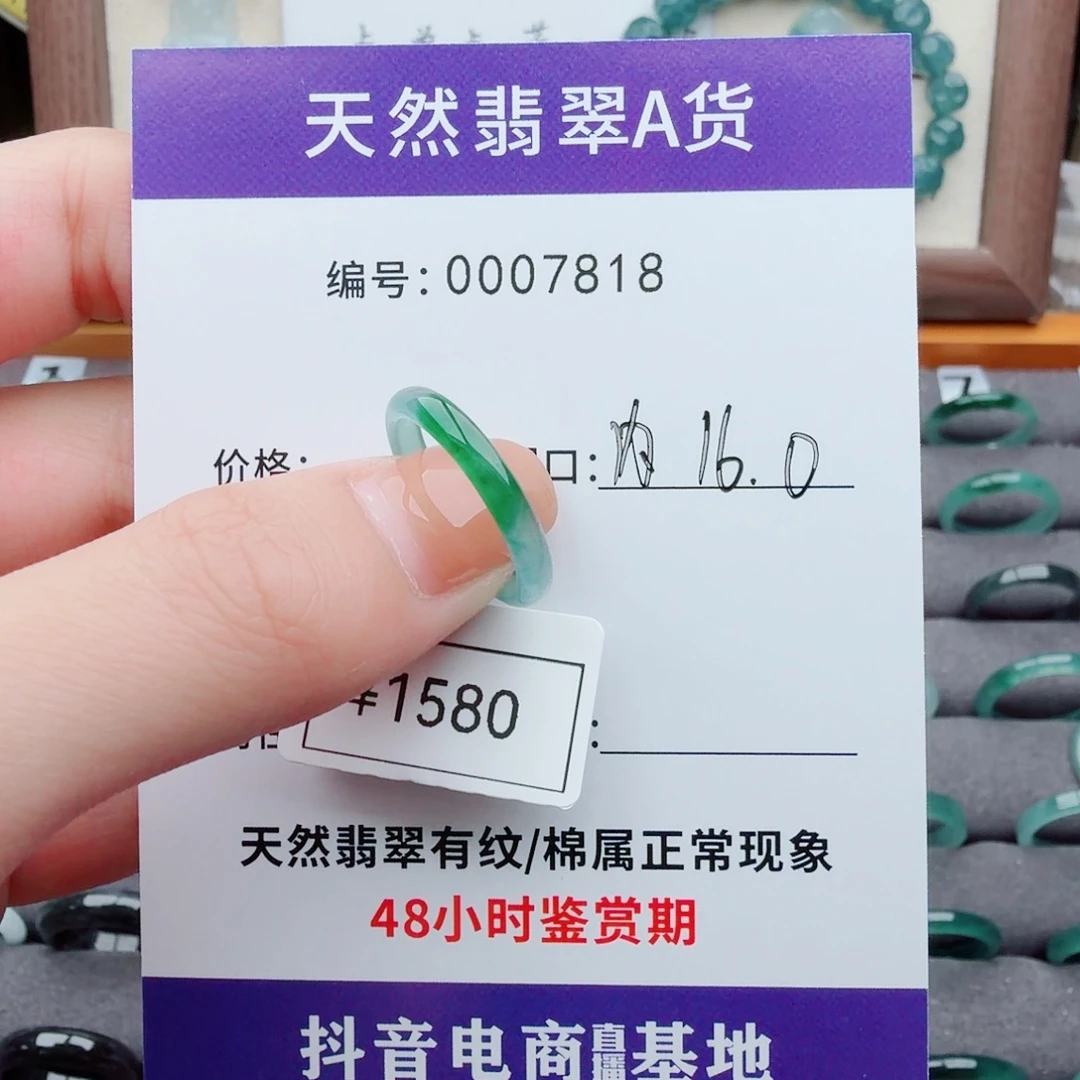 天然翡翠A货
编号:0007818
价格:
口:内 16.0
¥1580
:
天然翡翠有纹/棉属正常现象
48小时鉴赏期
抖音电商直播基地